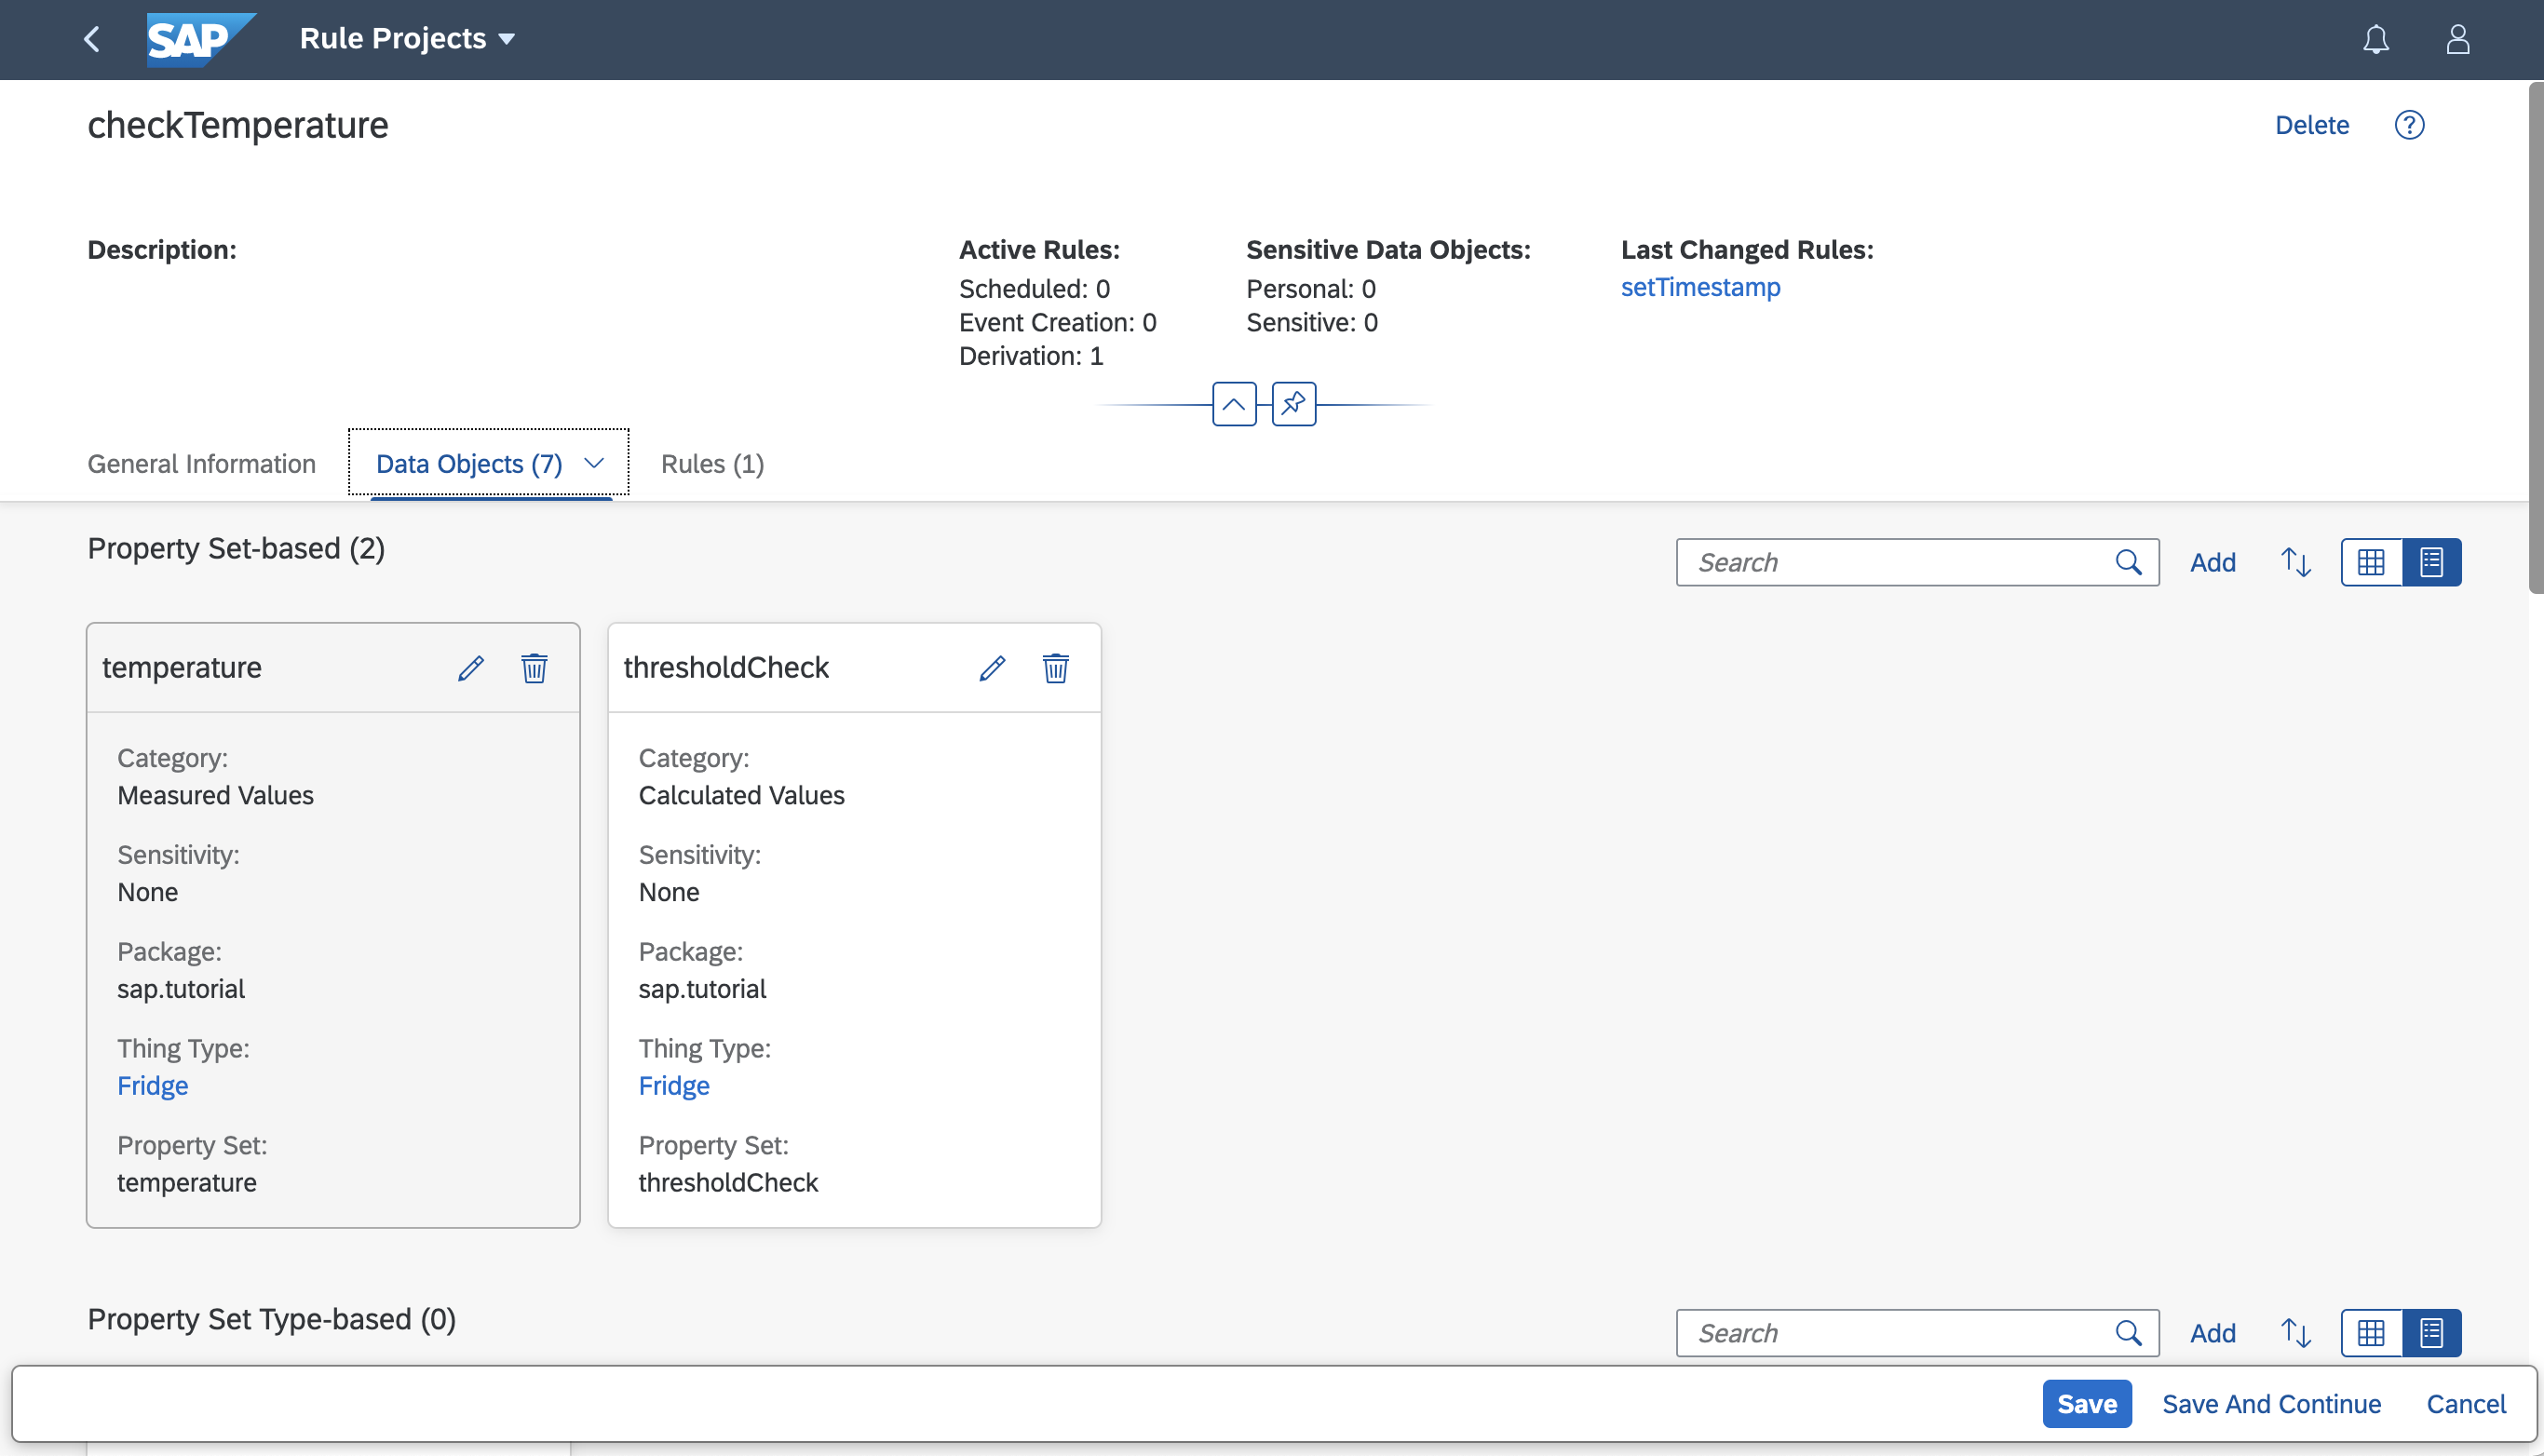 SAP Rule Projects
checkTemperature
Delete
Description:
Active Rules:
Scheduled: 0
Event Creation: 0
Derivation: 1
Sensitive Data Objects:
Personal: 0
Sensitive: 0
Last Changed Rules:
setTimestamp
General Information
Data Objects (7)
Rules (1)
Property Set-based (2)
Search
Add
temperature
Category:
Measured Values
Sensitivity:
None
Package:
sap.tutorial
Thing Type:
Fridge
Property Set:
temperature
thresholdCheck
Category:
Calculated Values
Sensitivity:
None
Package:
sap.tutorial
Thing Type:
Fridge
Property Set:
thresholdCheck
Property Set Type-based (0)
Search
Add
Save
Save And Continue
Cancel